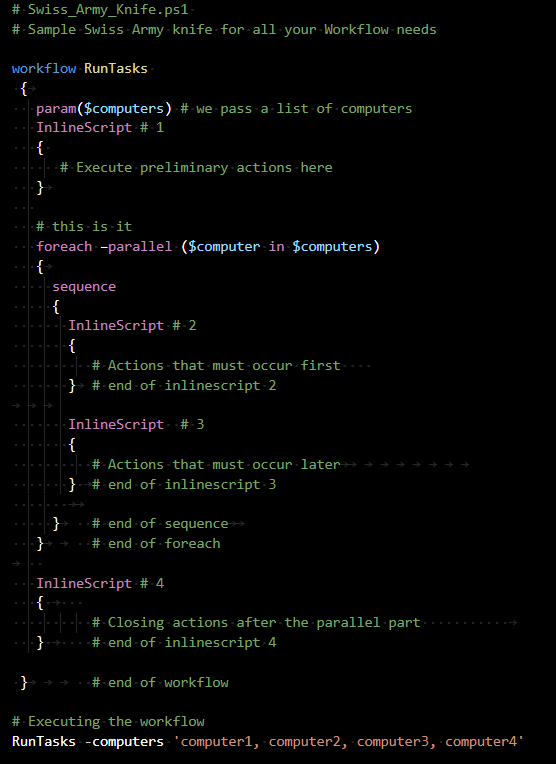 # Swiss_Army_Knife.ps1
# Sample Swiss Army knife for all your Workflow needs
workflow RunTasks
{
param($computers) # we pass a list of computers
InlineScript # 1
{
# Execute preliminary actions here
}
# this is it
foreach –parallel ($computer in $computers)
{
sequence
{
InlineScript # 2
{
# Actions that must occur first
} # end of inlinescript 2
InlineScript # 3
{
# Actions that must occur later
} # end of inlinescript 3
} # end of sequence
} # end of foreach
InlineScript # 4
{
# Closing actions after the parallel part
} # end of inlinescript 4
} # end of workflow
# Executing the workflow
RunTasks -computers 'computer1, computer2, computer3, computer4'